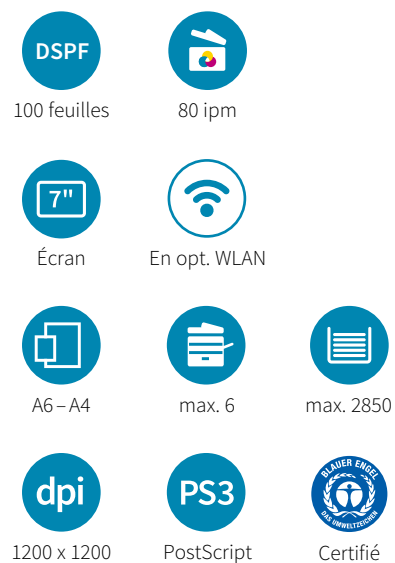 DSPF
100 feuilles
80 ipm
7"
Écran
En opt. WLAN
A6 – A4
max. 6
max. 2850
dpi
1200 x 1200
PS3
PostScript
BLAUER ENGEL
DAS UMWELTZEICHEN
Certifié